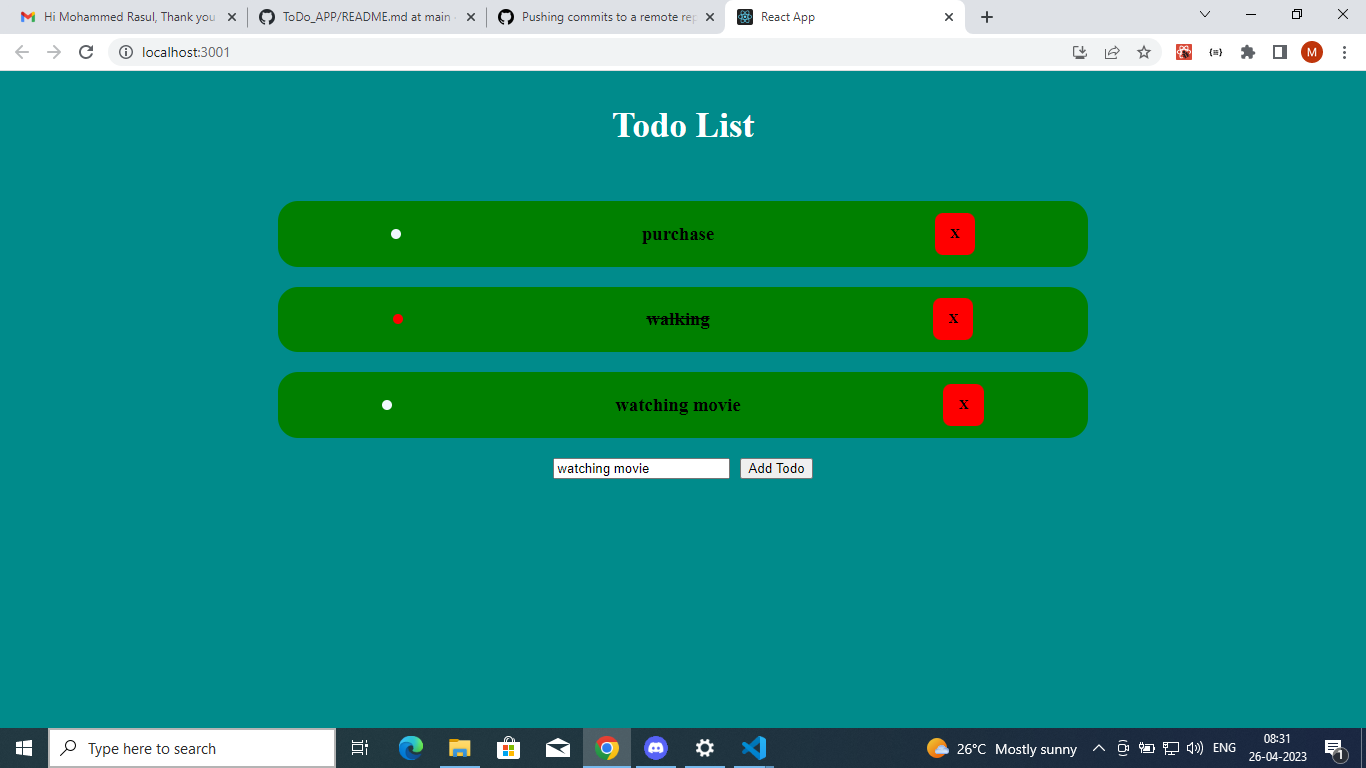 Hi Mohammed Rasul, Thank you
ToDo_APP/README.md at main
Pushing commits to a remote rep
React App
localhost:3001
M
Todo List
purchase
X
walking
X
watching movie
X
watching movie
Add Todo
Type here to search
26°C Mostly sunny
ENG
08:31
26-04-2023
1